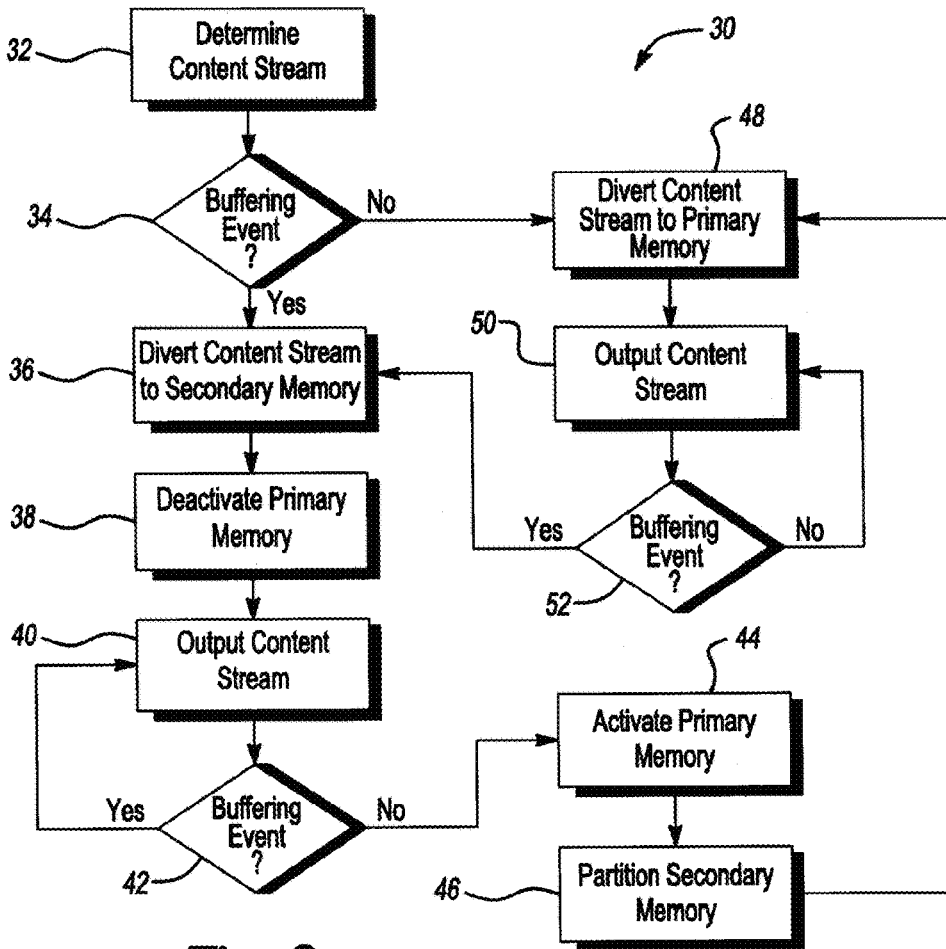 32
Determine
Content Stream
30
34
Buffering
Event
?
No
Yes
48
Divert Content
Stream to Primary
Memory
36
Divert Content Stream
to Secondary Memory
50
Output Content
Stream
38
Deactivate Primary
Memory
Yes
Buffering
Event
?
No
52
40
Output Content
Stream
44
Activate Primary
Memory
Yes
Buffering
Event
?
No
42
46
Partition Secondary
Memory